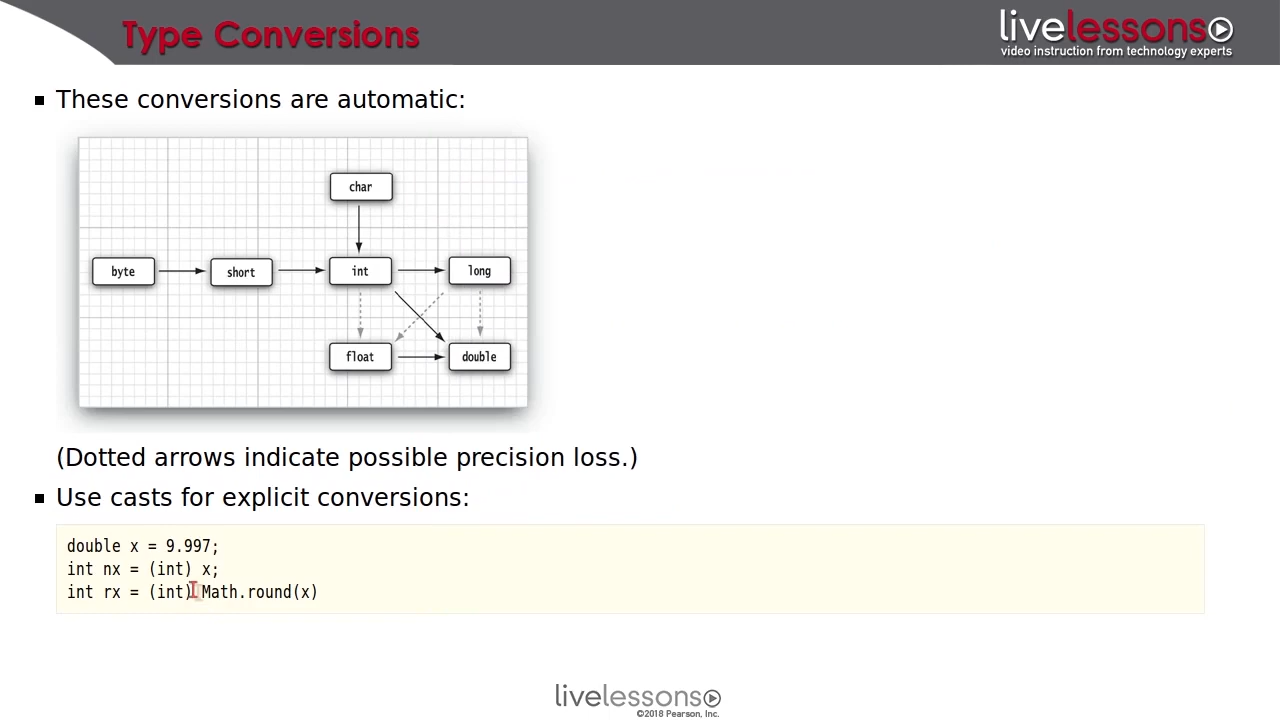 Type Conversions
livelessons
video instruction from technology experts
These conversions are automatic:
char
byte
short
int
long
float
double
(Dotted arrows indicate possible precision loss.)
Use casts for explicit conversions:
double x = 9.997;
int nx = (int) x;
int rx = (int) Math.round(x)
livelessons
©2018 Pearson, Inc.